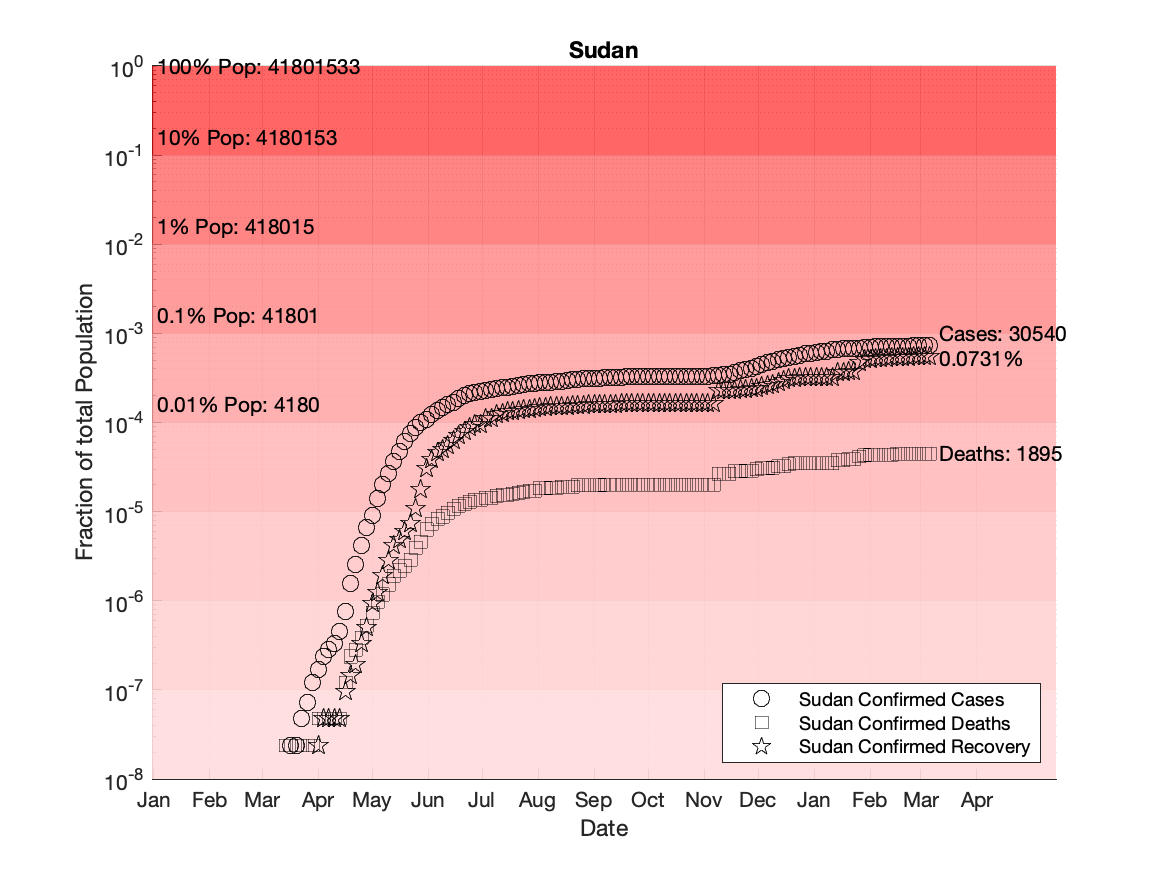 Sudan
10^0
100% Pop: 41801533
10% Pop: 4180153
10^-1
1% Pop: 418015
10^-2
0.1% Pop: 41801
10^-3
Cases: 30540
0.0731%
0.01% Pop: 4180
10^-4
Deaths: 1895
10^-5
10^-6
10^-7
10^-8
Fraction of total Population
Sudan Confirmed Cases
Sudan Confirmed Deaths
Sudan Confirmed Recovery
Jan Feb Mar Apr May Jun Jul Aug Sep Oct Nov Dec Jan Feb Mar Apr
Date